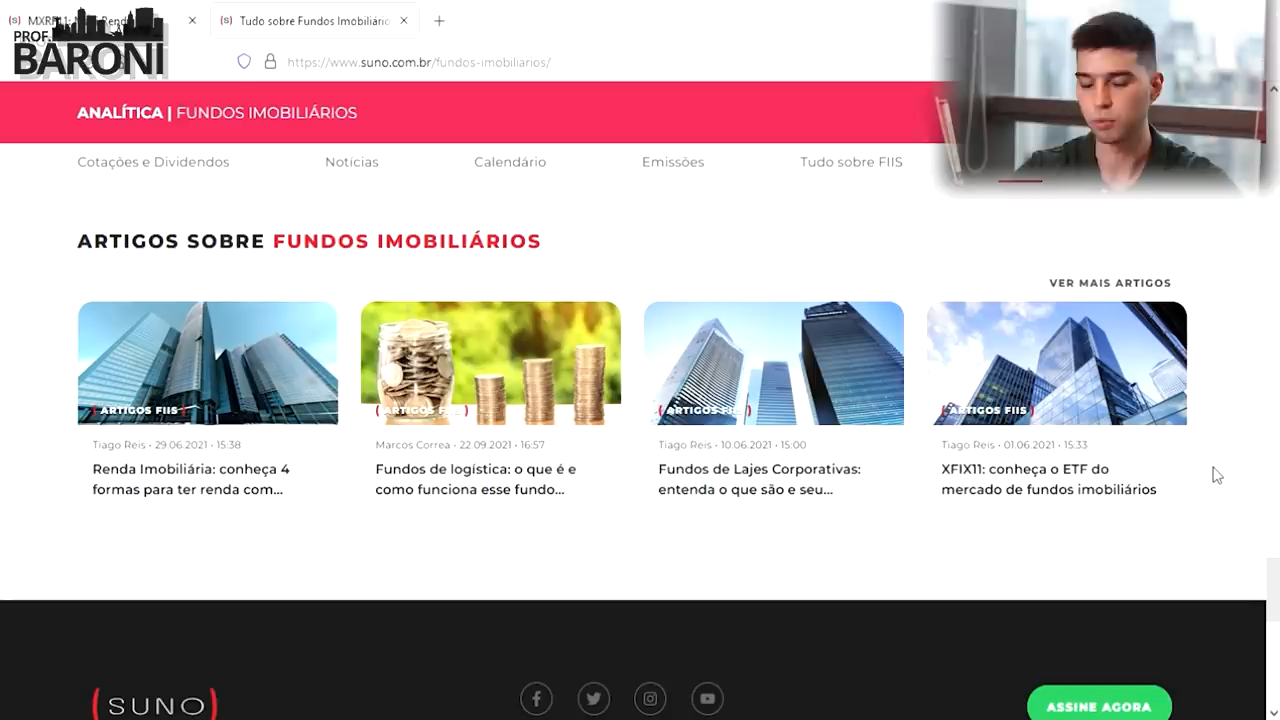 MXRF11:
Tudo sobre Fundos Imobiliário
PROF.
BARONI
https://www.suno.com.br/fundos-imobiliarios/
ANALÍTICA | FUNDOS IMOBILIÁRIOS
Cotações e Dividendos Notícias Calendário Emissões Tudo sobre FIIS
ARTIGOS SOBRE FUNDOS IMOBILIÁRIOS
VER MAIS ARTIGOS
( ARTIGOS FIIS ) ( ARTIGOS FIIS ) ( ARTIGOS FIIS ) ( ARTIGOS FIIS )
Tiago Reis • 29.06.2021 • 15:38
Renda Imobiliária: conheça 4
formas para ter renda com...
Marcos Correa • 22.09.2021 • 16:57
Fundos de logística: o que é e
como funciona esse fundo...
Tiago Reis • 10.06.2021 • 15:00
Fundos de Lajes Corporativas:
entenda o que são e seu...
Tiago Reis • 01.06.2021 • 15:33
XFIX11: conheça o ETF do
mercado de fundos imobiliários
(SUNO)
ASSINE AGORA